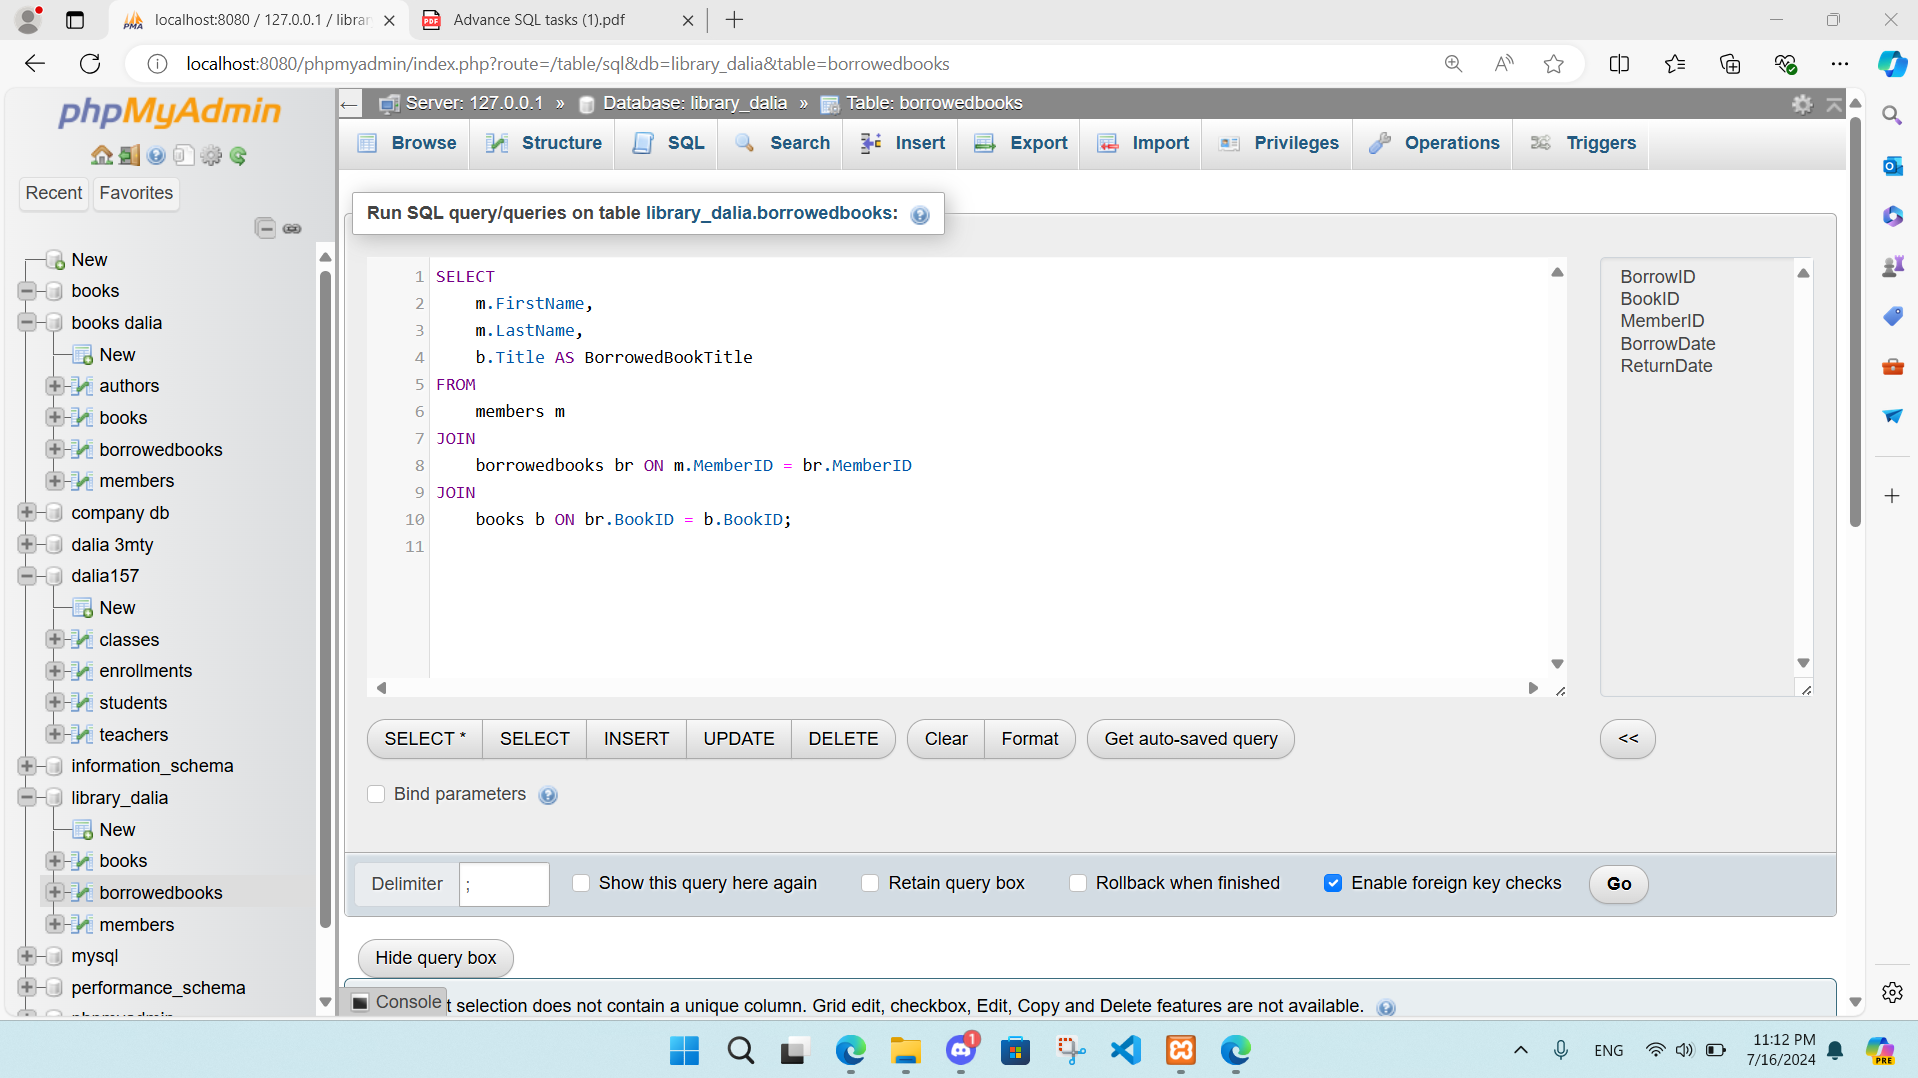 localhost:8080 / 127.0.0.1 / librar
Advance SQL tasks (1).pdf
localhost:8080/phpmyadmin/index.php?route=/table/sql&db=library_dalia&table=borrowedbooks
phpMyAdmin
Recent
Favorites
New
books
books dalia
New
authors
books
borrowedbooks
members
company db
dalia 3mty
dalia157
New
classes
enrollments
students
teachers
information_schema
library_dalia
New
books
borrowedbooks
members
mysql
performance_schema
phpmyadmin
Server: 127.0.0.1 » Database: library_dalia » Table: borrowedbooks
Browse
Structure
SQL
Search
Insert
Export
Import
Privileges
Operations
Triggers
Run SQL query/queries on table library_dalia.borrowedbooks:
1 SELECT
2 m.FirstName,
3 m.LastName,
4 b.Title AS BorrowedBookTitle
5 FROM
6 members m
7 JOIN
8 borrowedbooks br ON m.MemberID = br.MemberID
9 JOIN
10 books b ON br.BookID = b.BookID;
11
BorrowID
BookID
MemberID
BorrowDate
ReturnDate
SELECT *
SELECT
INSERT
UPDATE
DELETE
Clear
Format
Get auto-saved query
<<
Bind parameters
Delimiter
;
Show this query here again
Retain query box
Rollback when finished
Enable foreign key checks
Go
Hide query box
Console
t selection does not contain a unique column. Grid edit, checkbox, Edit, Copy and Delete features are not available.
1
ENG
11:12 PM
7/16/2024
PRE